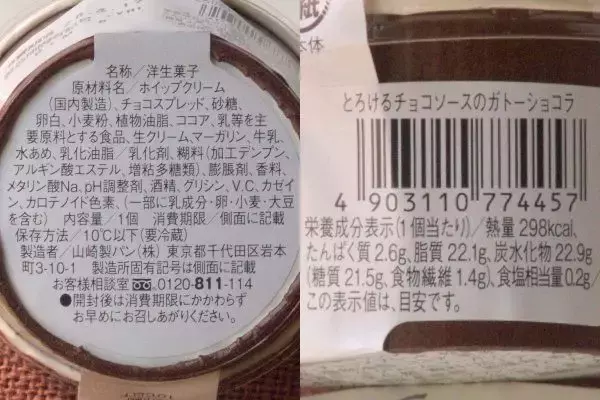 名称／洋生菓子
原材料名／ホイップクリーム
(国内製造)、チョコスプレッド、砂糖、
卵白、小麦粉、植物油脂、ココア、乳等を主
要原料とする食品、生クリーム、マーガリン、牛乳、
水あめ、乳化油脂／乳化剤、糊料(加工デンプン、
アルギン酸エステル、増粘多糖類)、膨脹剤、香料、
メタリン酸Na、pH調整剤、酒精、グリシン、V.C、カゼイ
ン、カロテノイド色素、(一部に乳成分・卵・小麦・大豆
を含む) 内容量／1個 消費期限／側面に記載
保存方法／10℃以下(要冷蔵)
製造者／山崎製パン(株) 東京都千代田区岩本
町3-10-1 製造所固有記号は側面に記載
お客様相談室 0120-811-114
●開封後は消費期限にかかわらず
お早めにお召しあがりください。
紙
本体
とろけるチョコソースのガトーショコラ
4 903110 774457
栄養成分表示(1個当たり)／熱量 298kcal、
たんぱく質 2.6g、脂質 22.1g、炭水化物 22.9g
(糖質 21.5g、食物繊維 1.4g)、食塩相当量 0.2g／
この表示値は、目安です。